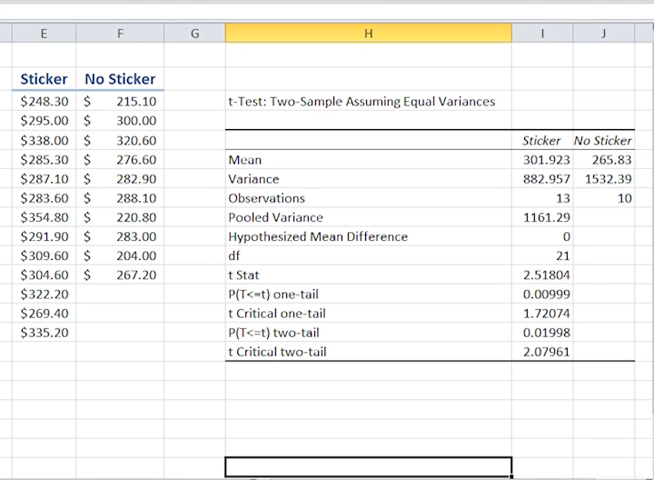 E F G H I J
Sticker No Sticker
$248.30 $ 215.10 t-Test: Two-Sample Assuming Equal Variances
$295.00 $ 300.00
$338.00 $ 320.60 Sticker No Sticker
$285.30 $ 276.60 Mean 301.923 265.83
$287.10 $ 282.90 Variance 882.957 1532.39
$283.60 $ 288.10 Observations 13 10
$354.80 $ 220.80 Pooled Variance 1161.29
$291.90 $ 283.00 Hypothesized Mean Difference 0
$309.60 $ 204.00 df 21
$304.60 $ 267.20 t Stat 2.51804
$322.20 P(T<=t) one-tail 0.00999
$269.40 t Critical one-tail 1.72074
$335.20 P(T<=t) two-tail 0.01998
t Critical two-tail 2.07961